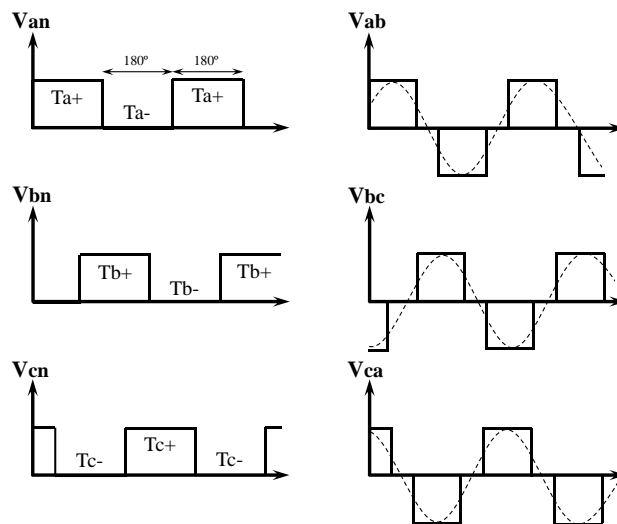 Van
180º
180º
Ta+
Ta-
Ta+
Vab
Vbn
Tb+
Tb-
Tb+
Vbc
Vcn
Tc-
Tc+
Tc-
Vca